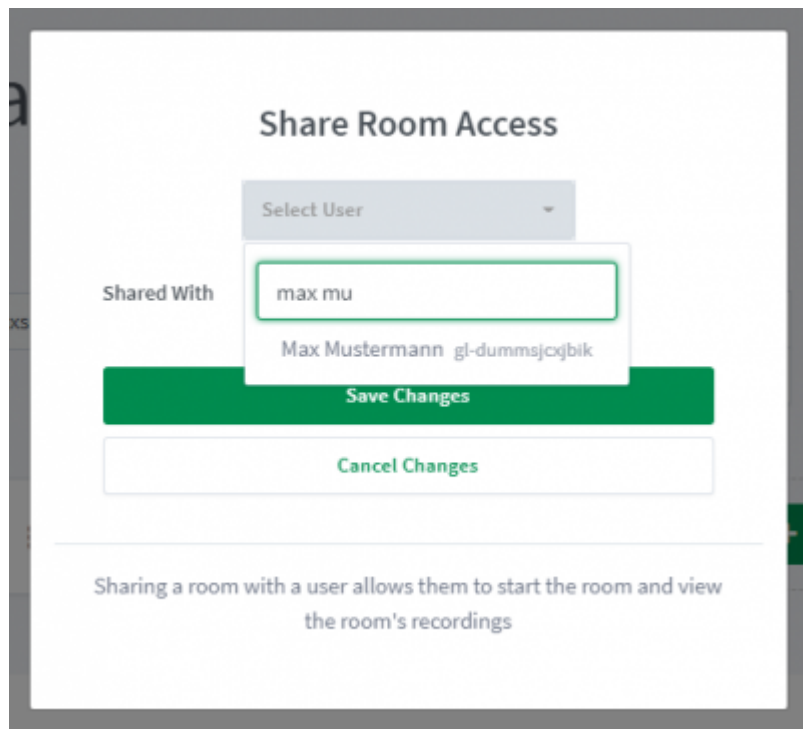 a
Share Room Access
Select User
Shared With
max mu
xs
Max Mustermann gl-dummsjcxjbik
Save Changes
Cancel Changes
Sharing a room with a user allows them to start the room and view
the room's recordings